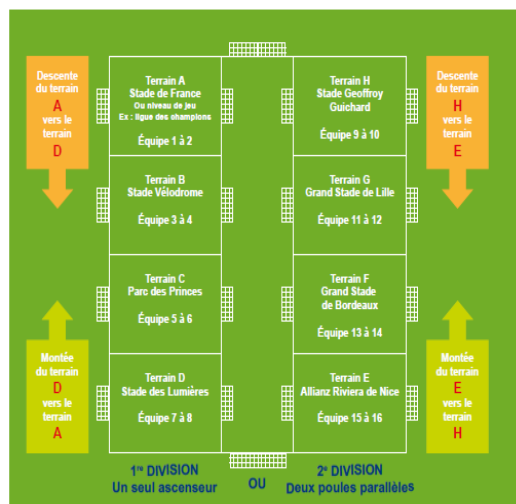 Descente
du terrain
A
vers le
terrain
D
Terrain A
Stade de France
Ou niveau de jeu
Ex : ligue des champions
Équipe 1 à 2
Terrain H
Stade Geoffroy
Guichard
Équipe 9 à 10
Descente
du terrain
H
vers le
terrain
E
Terrain B
Stade Vélodrome
Équipe 3 à 4
Terrain G
Grand Stade de Lille
Équipe 11 à 12
Terrain C
Parc des Princes
Équipe 5 à 6
Terrain F
Grand Stade
de Bordeaux
Équipe 13 à 14
Montée
du terrain
D
vers le
terrain
A
Terrain D
Stade des Lumières
Équipe 7 à 8
Terrain E
Allianz Riviera de Nice
Équipe 15 à 16
Montée
du terrain
E
vers le
terrain
H
1re DIVISION
Un seul ascenseur
OU
2e DIVISION
Deux poules parallèles